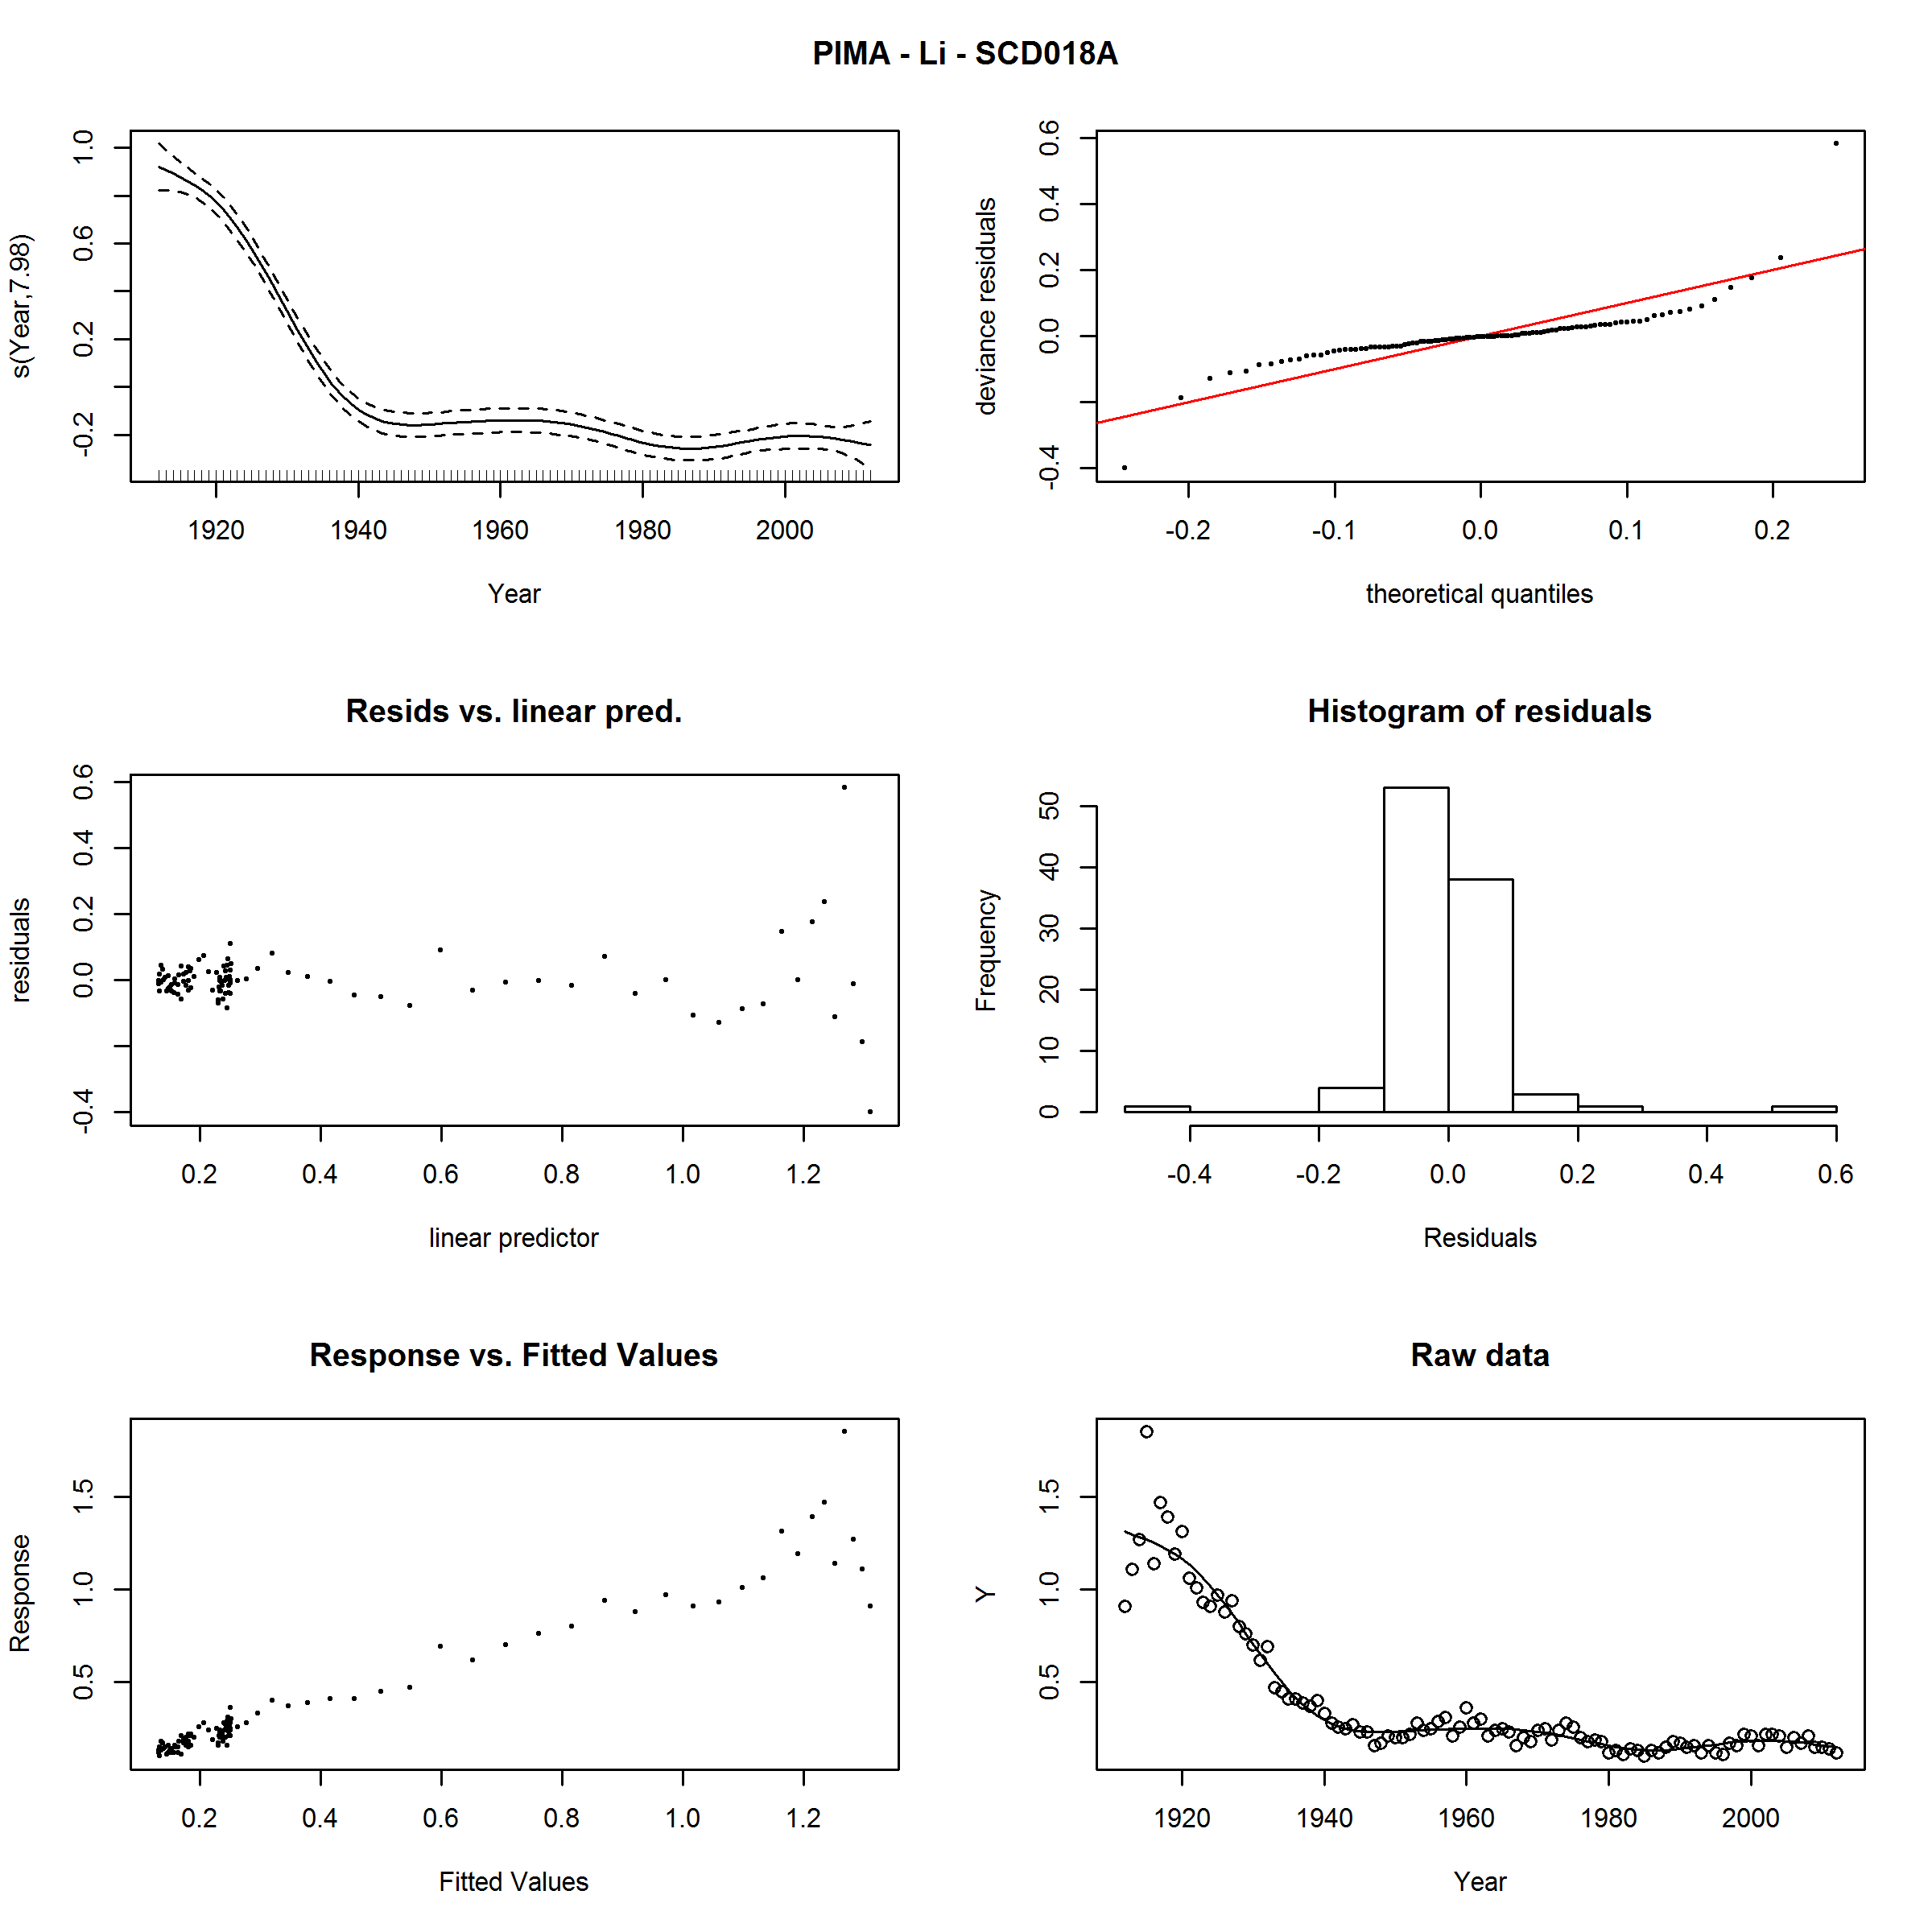 PIMA - Li - SCD018A
s(Year,7.98)
-0.2 0.2 0.6 1.0
1920 1940 1960 1980 2000
Year
deviance residuals
-0.4 0.0 0.2 0.4 0.6
-0.2 -0.1 0.0 0.1 0.2
theoretical quantiles
Resids vs. linear pred.
residuals
-0.4 0.0 0.2 0.4 0.6
0.2 0.4 0.6 0.8 1.0 1.2
linear predictor
Histogram of residuals
Frequency
0 10 20 30 40 50
-0.4 -0.2 0.0 0.2 0.4 0.6
Residuals
Response vs. Fitted Values
Response
0.5 1.0 1.5
0.2 0.4 0.6 0.8 1.0 1.2
Fitted Values
Raw data
Y
0.5 1.0 1.5
1920 1940 1960 1980 2000
Year